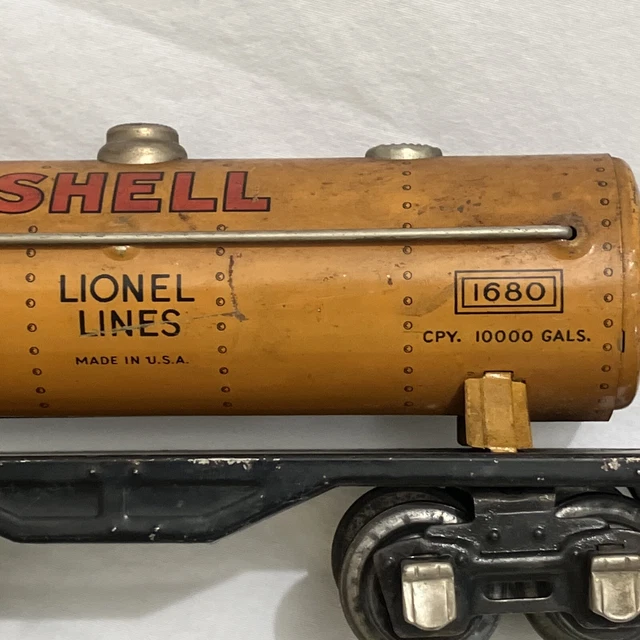 SHELL
LIONEL
LINES
MADE IN U.S.A.
1680
CPY. 10000 GALS.